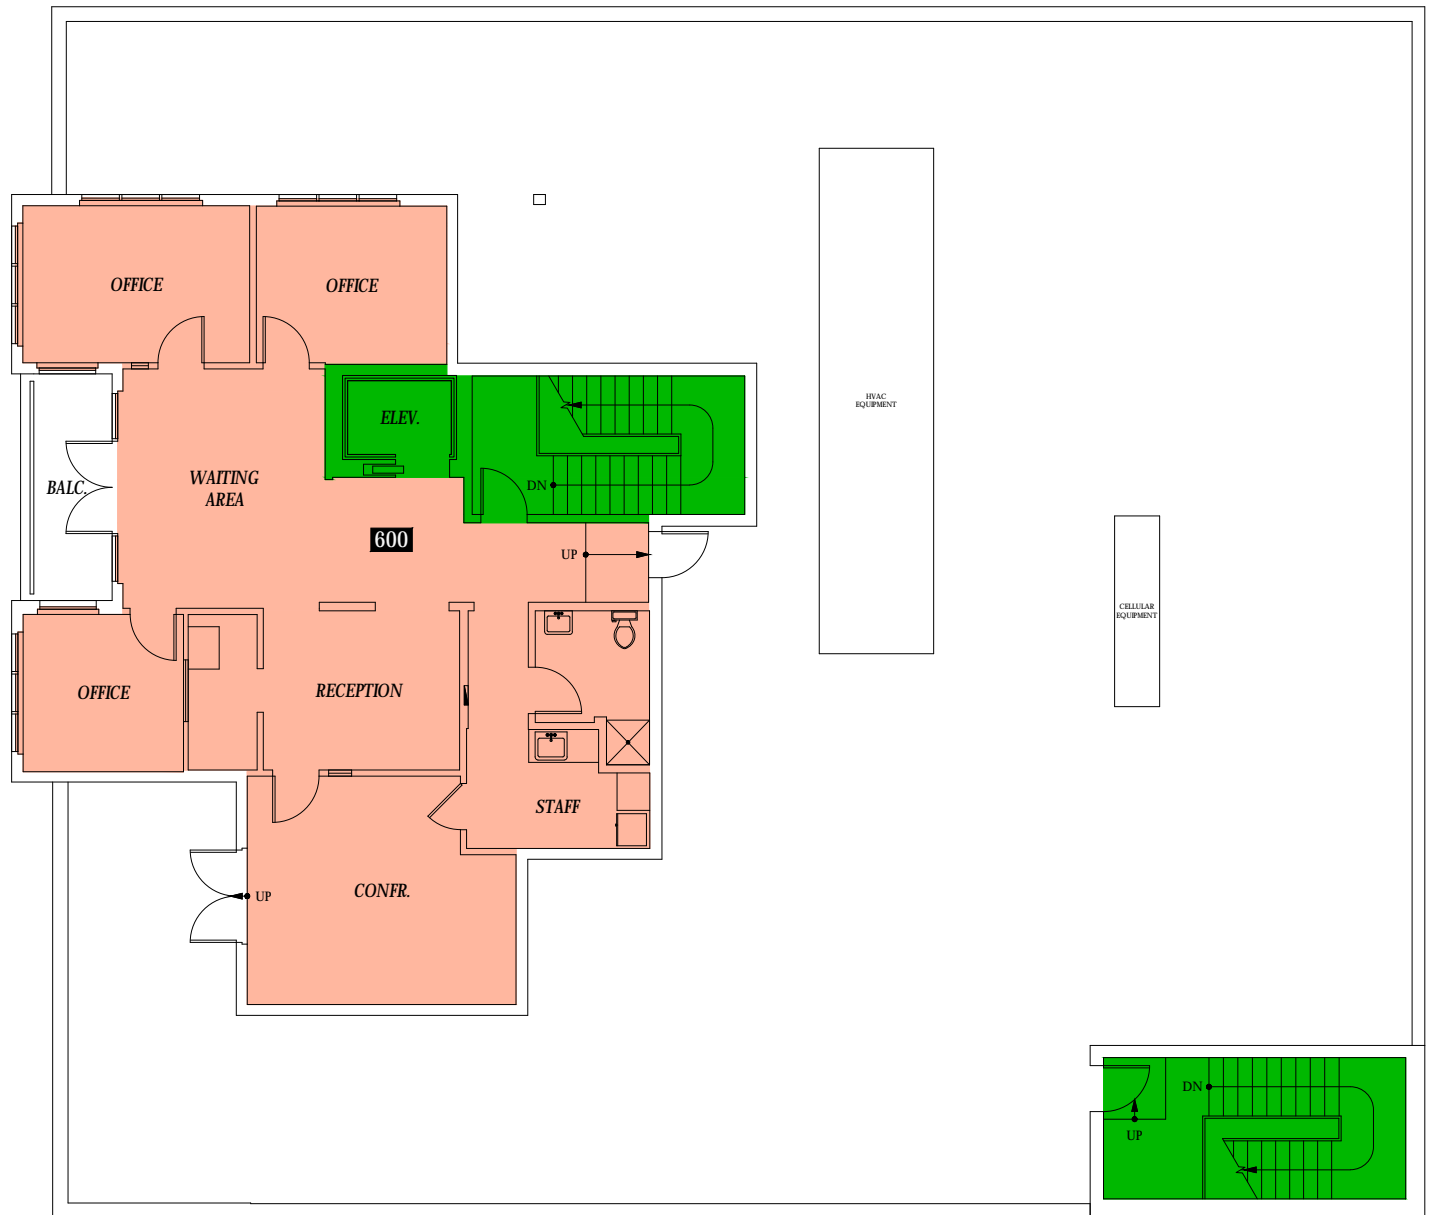 OFFICE
OFFICE
HVAC
EQUIPMENT
ELEV.
WAITING
AREA
BALC.
DN
600
UP
CELLULAR
EQUIPMENT
OFFICE
RECEPTION
STAFF
CONFR.
UP
DN
UP